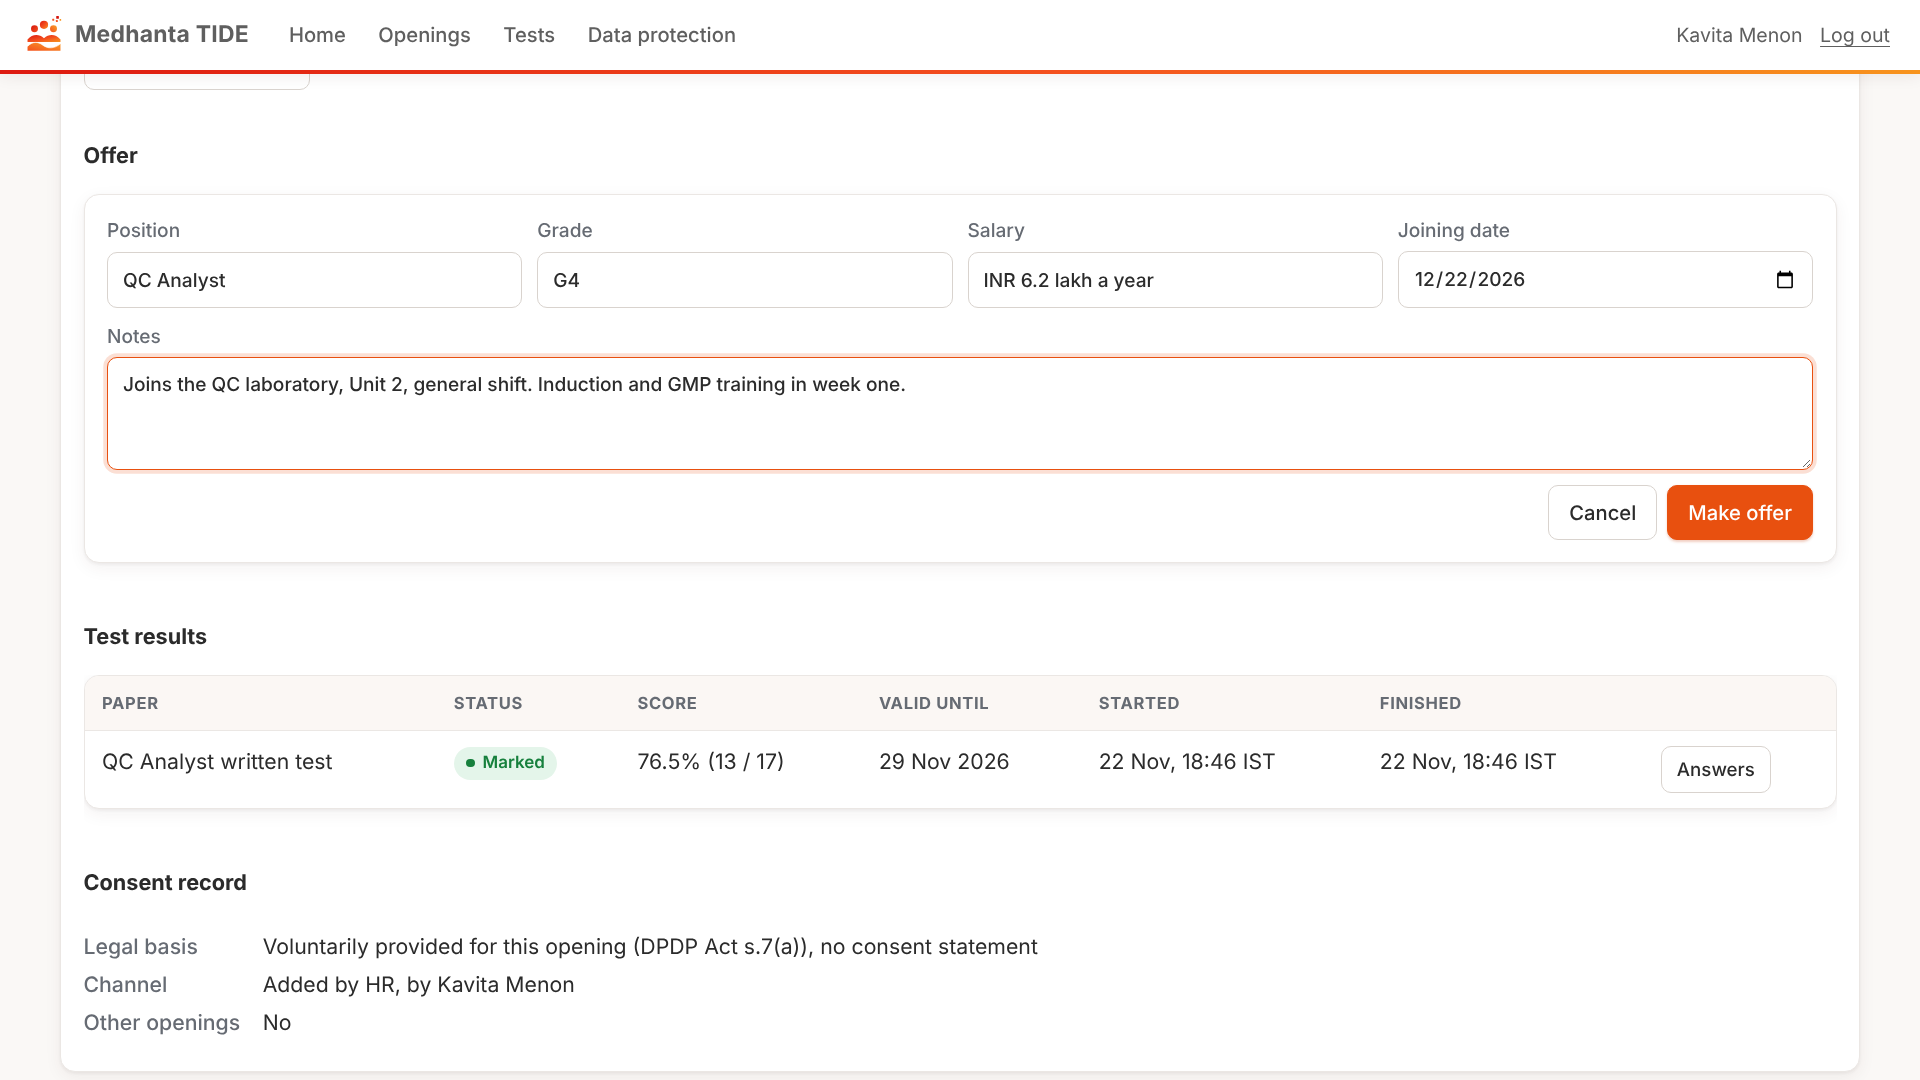 Medhanta TIDE Home Openings Tests Data protection Kavita Menon Log out
Offer
Position Grade Salary Joining date
QC Analyst G4 INR 6.2 lakh a year 12/22/2026
Notes
Joins the QC laboratory, Unit 2, general shift. Induction and GMP training in week one.
Cancel Make offer
Test results
PAPER STATUS SCORE VALID UNTIL STARTED FINISHED
QC Analyst written test Marked 76.5% (13 / 17) 29 Nov 2026 22 Nov, 18:46 IST 22 Nov, 18:46 IST Answers
Consent record
Legal basis Voluntarily provided for this opening (DPDP Act s.7(a)), no consent statement
Channel Added by HR, by Kavita Menon
Other openings No